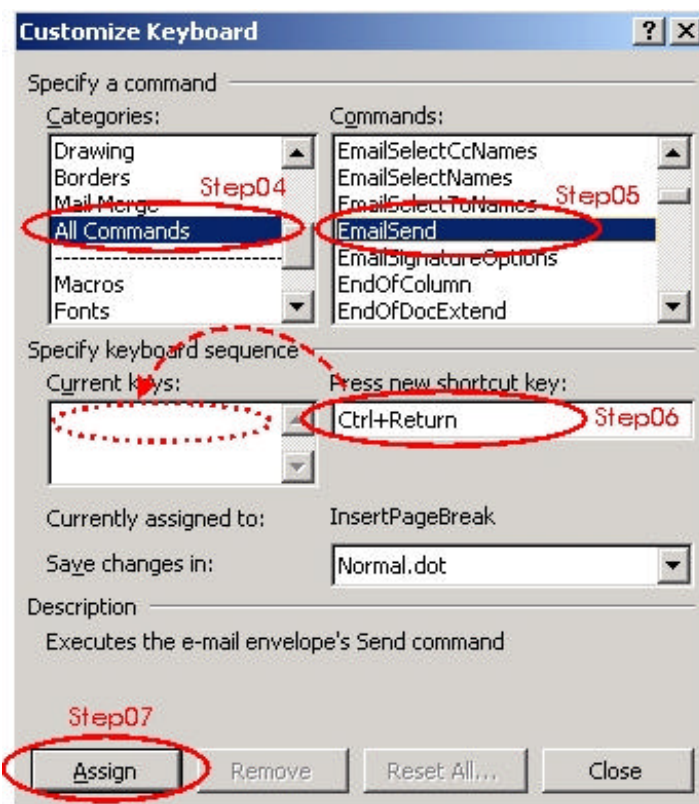 Customize Keyboard
Specify a command
Categories:
Commands:
Drawing
Borders
Mail Merge
All Commands
Macros
Fonts
Step04
EmailSelectCcNames
EmailSelectNames
EmailSelectToNames
EmailSend
EmailSignatureOptions
EndOfColumn
EndOfDocExtend
Step05
Specify keyboard sequence
Current keys:
Press new shortcut key:
Ctrl+Return
Step06
Currently assigned to:
InsertPageBreak
Save changes in:
Normal.dot
Description
Executes the e-mail envelope's Send command
Step07
Assign
Remove
Reset All...
Close